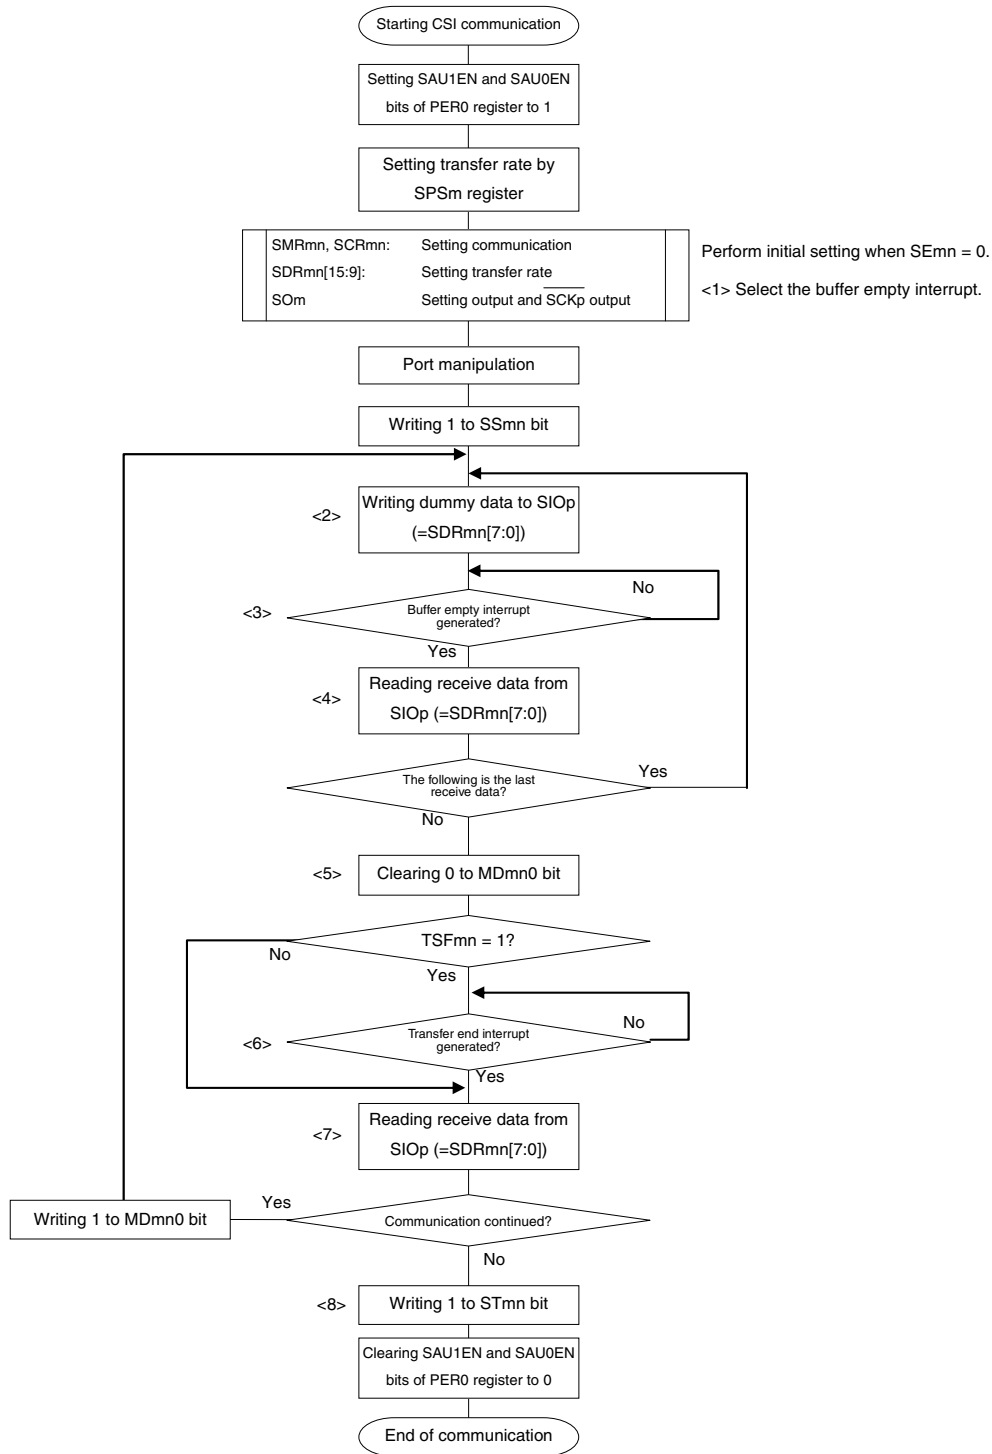 Starting CSI communication
Setting SAU1EN and SAU0EN
bits of PER0 register to 1
Setting transfer rate by
SPSm register
SMRmn, SCRmn: Setting communication
SDRmn[15:9]: Setting transfer rate
SOm Setting output and SCKp output
Perform initial setting when SEmn = 0.
<1> Select the buffer empty interrupt.
Port manipulation
Writing 1 to SSmn bit
<2>
Writing dummy data to SIOp
(=SDRmn[7:0])
No
<3>
Buffer empty interrupt
generated?
Yes
<4>
Reading receive data from
SIOp (=SDRmn[7:0])
The following is the last
receive data?
Yes
No
<5>
Clearing 0 to MDmn0 bit
TSFmn = 1?
No
Yes
No
<6>
Transfer end interrupt
generated?
Yes
<7>
Reading receive data from
SIOp (=SDRmn[7:0])
Writing 1 to MDmn0 bit
Yes
Communication continued?
No
<8>
Writing 1 to STmn bit
Clearing SAU1EN and SAU0EN
bits of PER0 register to 0
End of communication